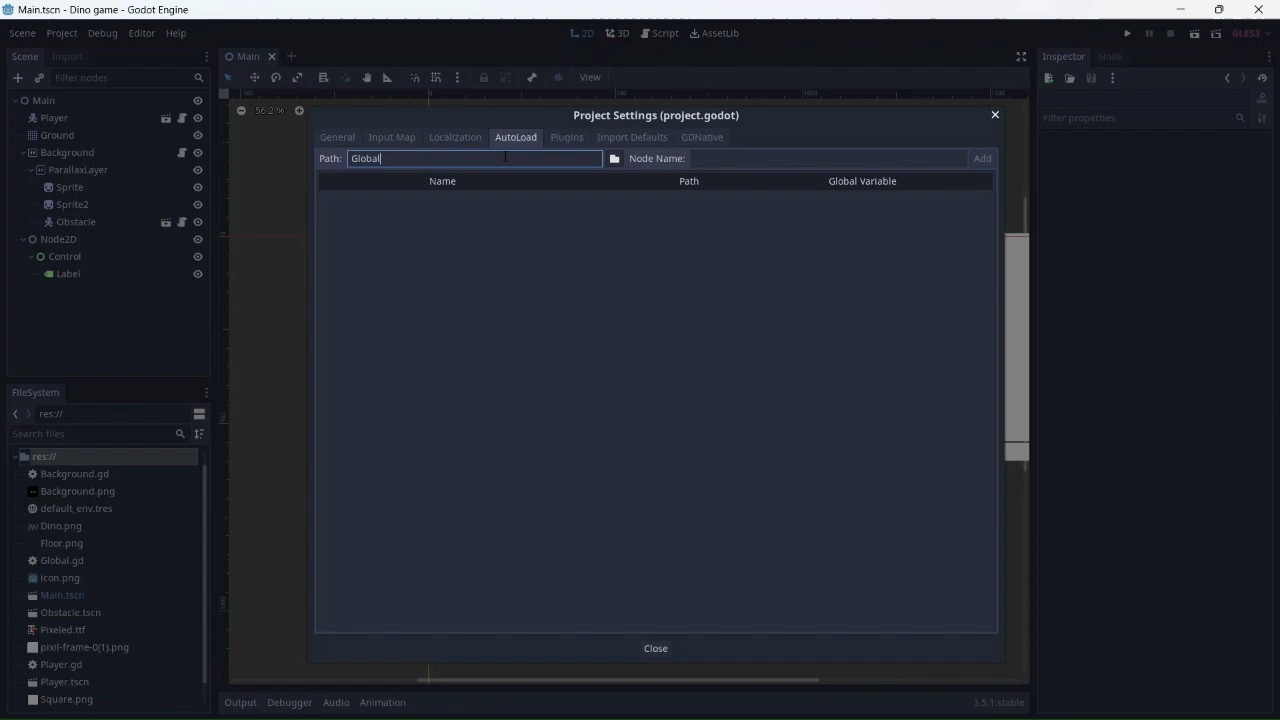 Main.tscn - Dino game - Godot Engine
Scene Project Debug Editor Help
2D 3D Script AssetLib
GLES3
Scene Import
Filter nodes
Main
Player
Ground
Background
ParallaxLayer
Sprite
Sprite2
Obstacle
Node2D
Control
Label
FileSystem
res://
Search files
res://
Background.gd
Background.png
default_env.tres
Dino.png
Floor.png
Global.gd
icon.png
Main.tscn
Obstacle.tscn
Pixeled.ttf
pixil-frame-0(1).png
Player.gd
Player.tscn
Square.png
Main
View
56.2 %
Project Settings (project.godot)
General Input Map Localization AutoLoad Plugins Import Defaults GDNative
Path: Global Node Name: Add
Name Path Global Variable
Close
Output Debugger Audio Animation
3.5.1.stable
Inspector Node
Filter properties